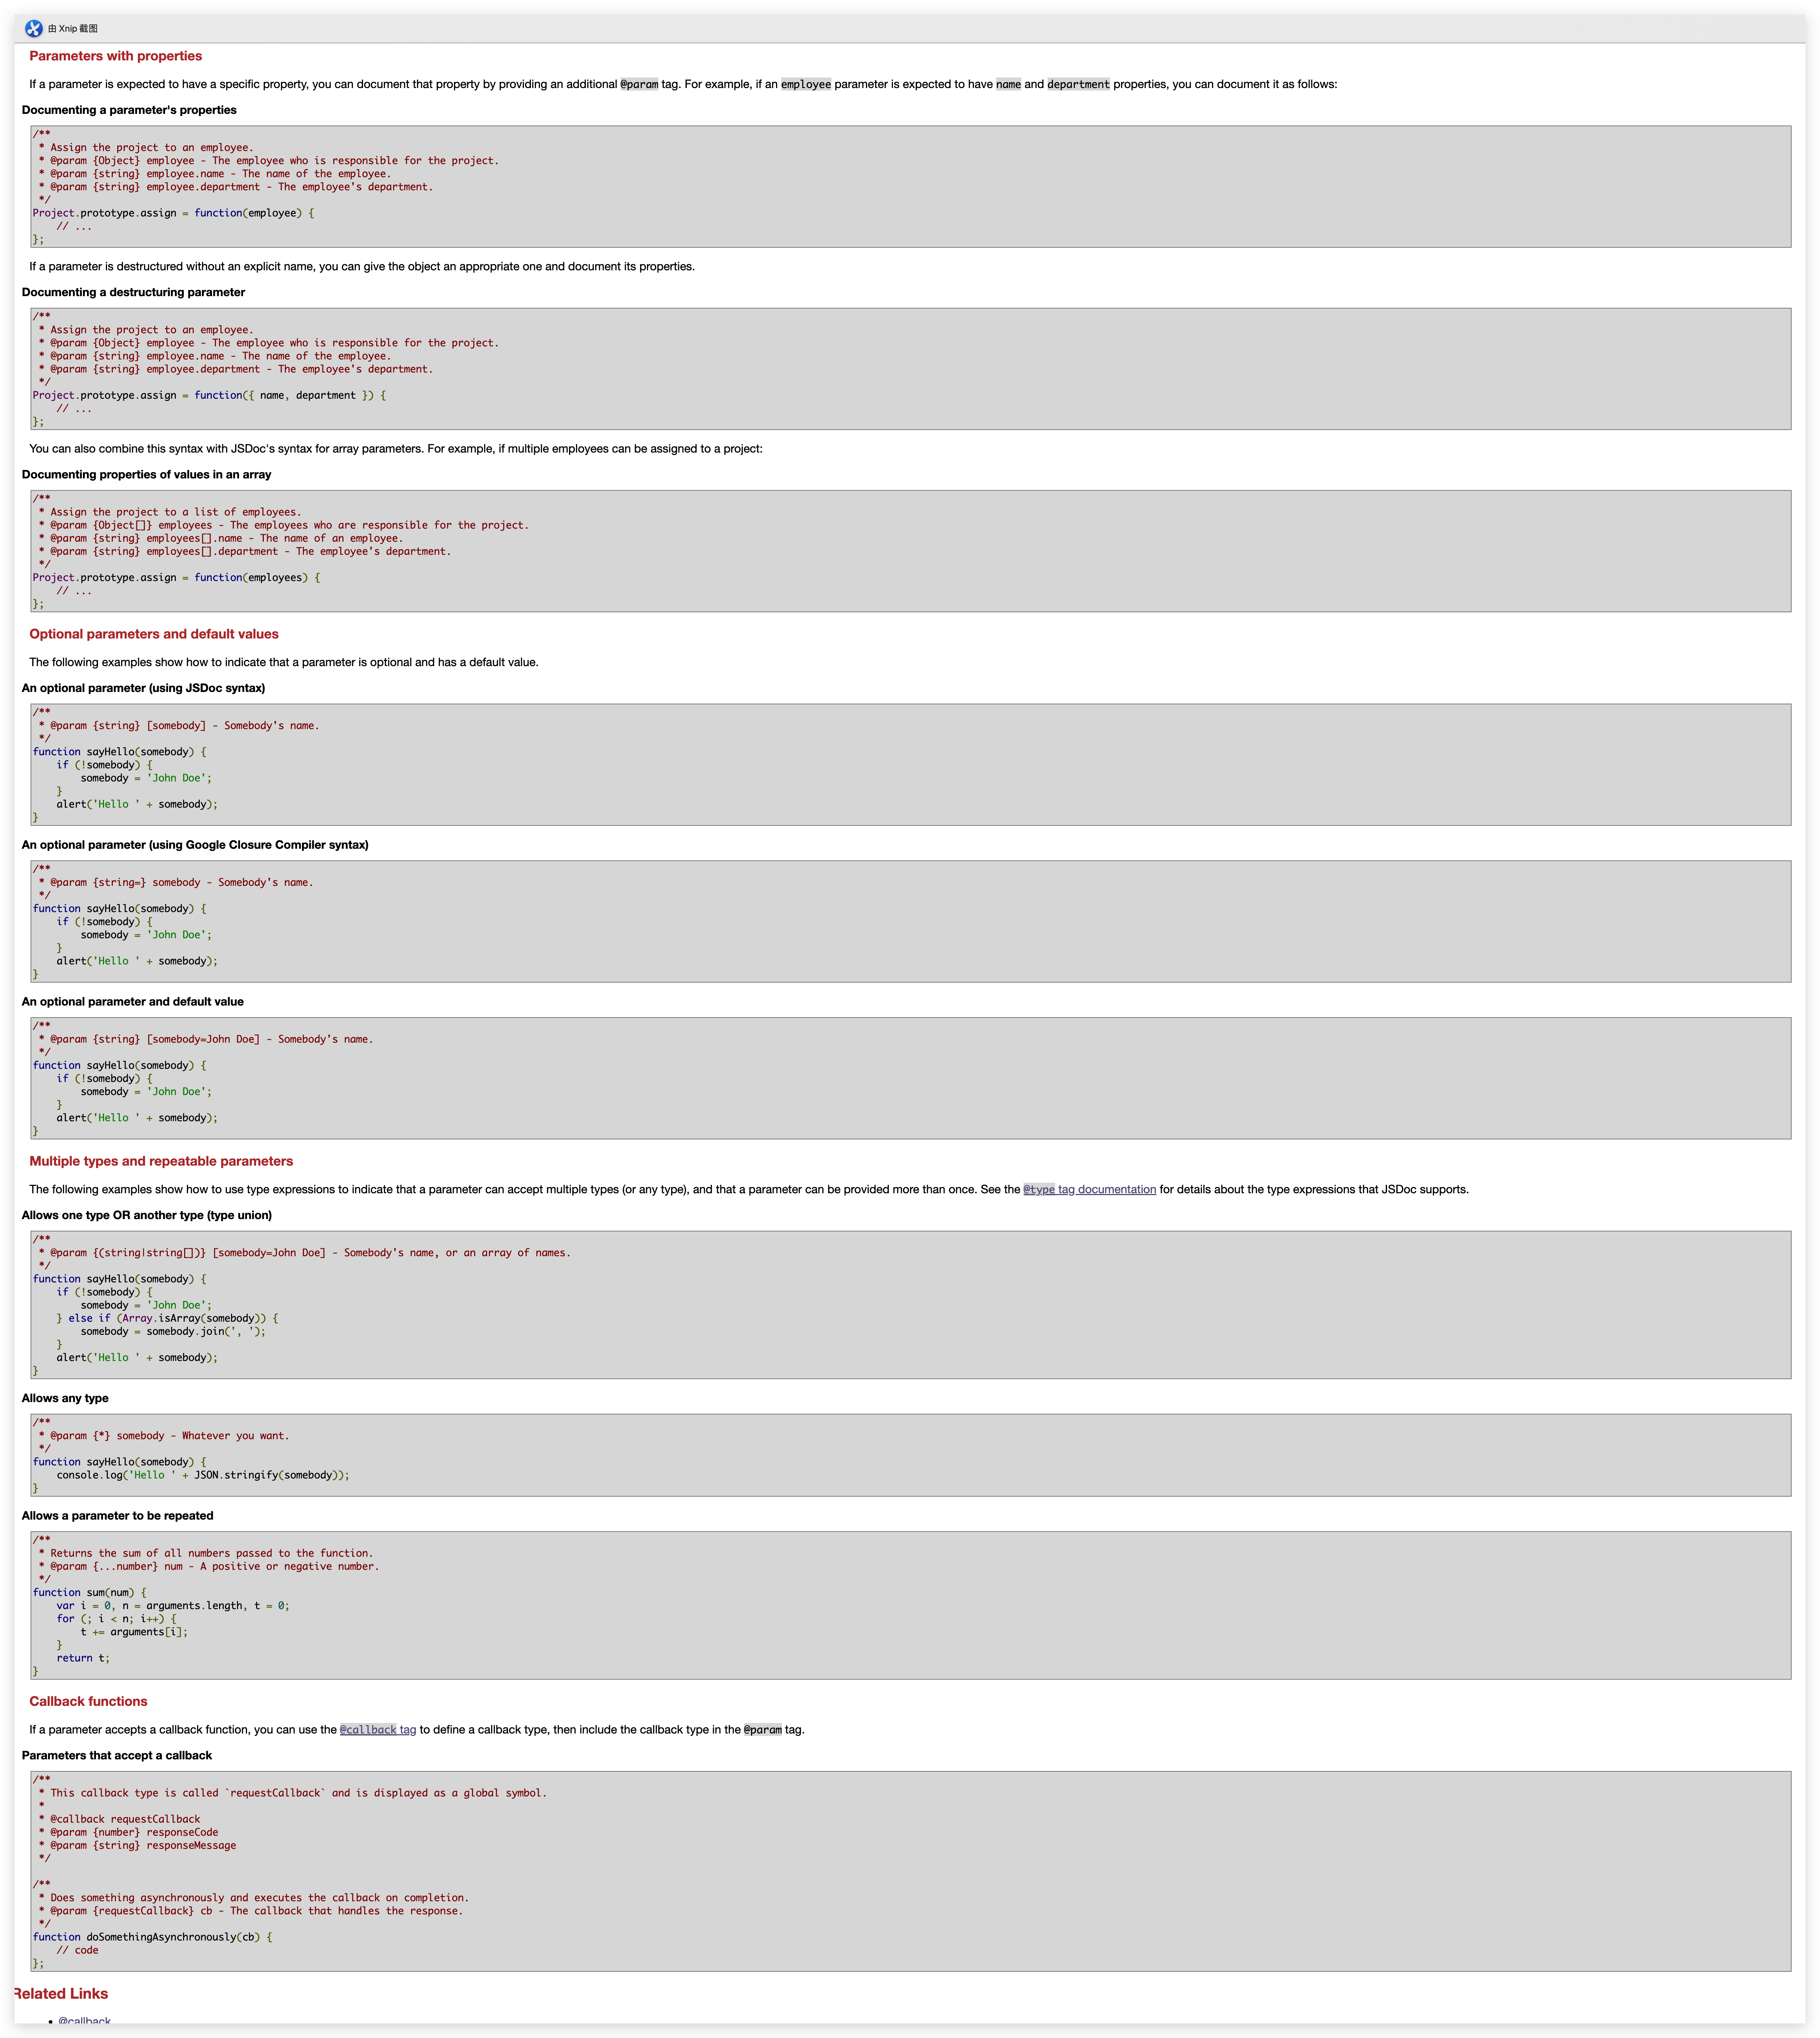 由 Xnip 截图
Parameters with properties
If a parameter is expected to have a specific property, you can document that property by providing an additional @param tag. For example, if an employee parameter is expected to have name and department properties, you can document it as follows:
Documenting a parameter's properties
/**
 * Assign the project to an employee.
 * @param {Object} employee - The employee who is responsible for the project.
 * @param {string} employee.name - The name of the employee.
 * @param {string} employee.department - The employee's department.
 */
Project.prototype.assign = function(employee) {
    // ...
};
If a parameter is destructured without an explicit name, you can give the object an appropriate one and document its properties.
Documenting a destructuring parameter
/**
 * Assign the project to an employee.
 * @param {Object} employee - The employee who is responsible for the project.
 * @param {string} employee.name - The name of the employee.
 * @param {string} employee.department - The employee's department.
 */
Project.prototype.assign = function({ name, department }) {
    // ...
};
You can also combine this syntax with JSDoc's syntax for array parameters. For example, if multiple employees can be assigned to a project:
Documenting properties of values in an array
/**
 * Assign the project to a list of employees.
 * @param {Object[]} employees - The employees who are responsible for the project.
 * @param {string} employees[].name - The name of an employee.
 * @param {string} employees[].department - The employee's department.
 */
Project.prototype.assign = function(employees) {
    // ...
};
Optional parameters and default values
The following examples show how to indicate that a parameter is optional and has a default value.
An optional parameter (using JSDoc syntax)
/**
 * @param {string} [somebody] - Somebody's name.
 */
function sayHello(somebody) {
    if (!somebody) {
        somebody = 'John Doe';
    }
    alert('Hello ' + somebody);
}
An optional parameter (using Google Closure Compiler syntax)
/**
 * @param {string=} somebody - Somebody's name.
 */
function sayHello(somebody) {
    if (!somebody) {
        somebody = 'John Doe';
    }
    alert('Hello ' + somebody);
}
An optional parameter and default value
/**
 * @param {string} [somebody=John Doe] - Somebody's name.
 */
function sayHello(somebody) {
    if (!somebody) {
        somebody = 'John Doe';
    }
    alert('Hello ' + somebody);
}
Multiple types and repeatable parameters
The following examples show how to use type expressions to indicate that a parameter can accept multiple types (or any type), and that a parameter can be provided more than once. See the @type tag documentation for details about the type expressions that JSDoc supports.
Allows one type OR another type (type union)
/**
 * @param {(string|string[])} [somebody=John Doe] - Somebody's name, or an array of names.
 */
function sayHello(somebody) {
    if (!somebody) {
        somebody = 'John Doe';
    } else if (Array.isArray(somebody)) {
        somebody = somebody.join(', ');
    }
    alert('Hello ' + somebody);
}
Allows any type
/**
 * @param {*} somebody - Whatever you want.
 */
function sayHello(somebody) {
    console.log('Hello ' + JSON.stringify(somebody));
}
Allows a parameter to be repeated
/**
 * Returns the sum of all numbers passed to the function.
 * @param {...number} num - A positive or negative number.
 */
function sum(num) {
    var i = 0, n = arguments.length, t = 0;
    for (; i < n; i++) {
        t += arguments[i];
    }
    return t;
}
Callback functions
If a parameter accepts a callback function, you can use the @callback tag to define a callback type, then include the callback type in the @param tag.
Parameters that accept a callback
/**
 * This callback type is called `requestCallback` and is displayed as a global symbol.
 *
 * @callback requestCallback
 * @param {number} responseCode
 * @param {string} responseMessage
 */
/**
 * Does something asynchronously and executes the callback on completion.
 * @param {requestCallback} cb - The callback that handles the response.
 */
function doSomethingAsynchronously(cb) {
    // code
};
Related Links
• @callback